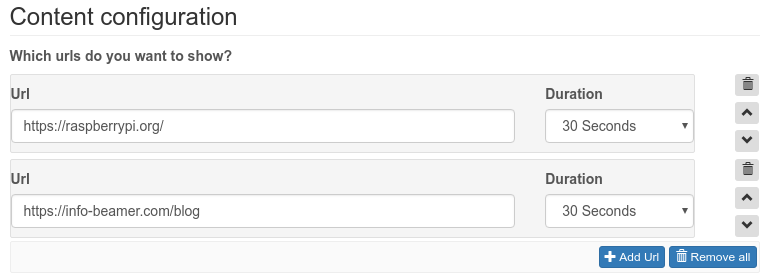 Content configuration
Which urls do you want to show?
Url Duration
https://raspberrypi.org/ 30 Seconds
Url Duration
https://info-beamer.com/blog 30 Seconds
Add Url Remove all